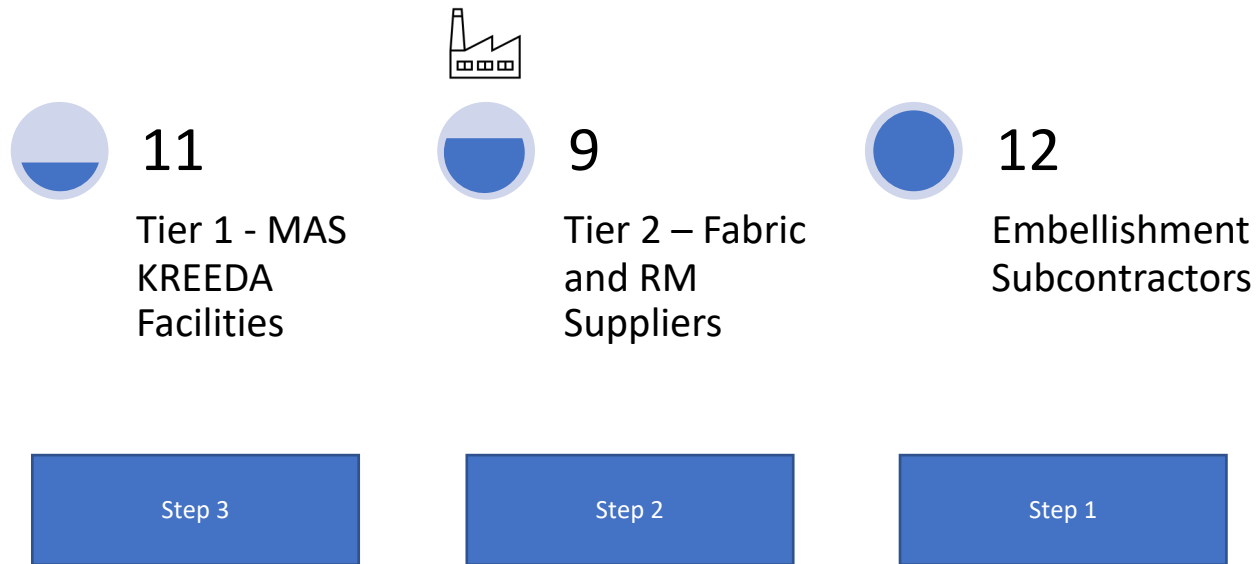 11
Tier 1 - MAS
KREEDA
Facilities
9
Tier 2 – Fabric
and RM
Suppliers
12
Embellishment
Subcontractors
Step 3
Step 2
Step 1